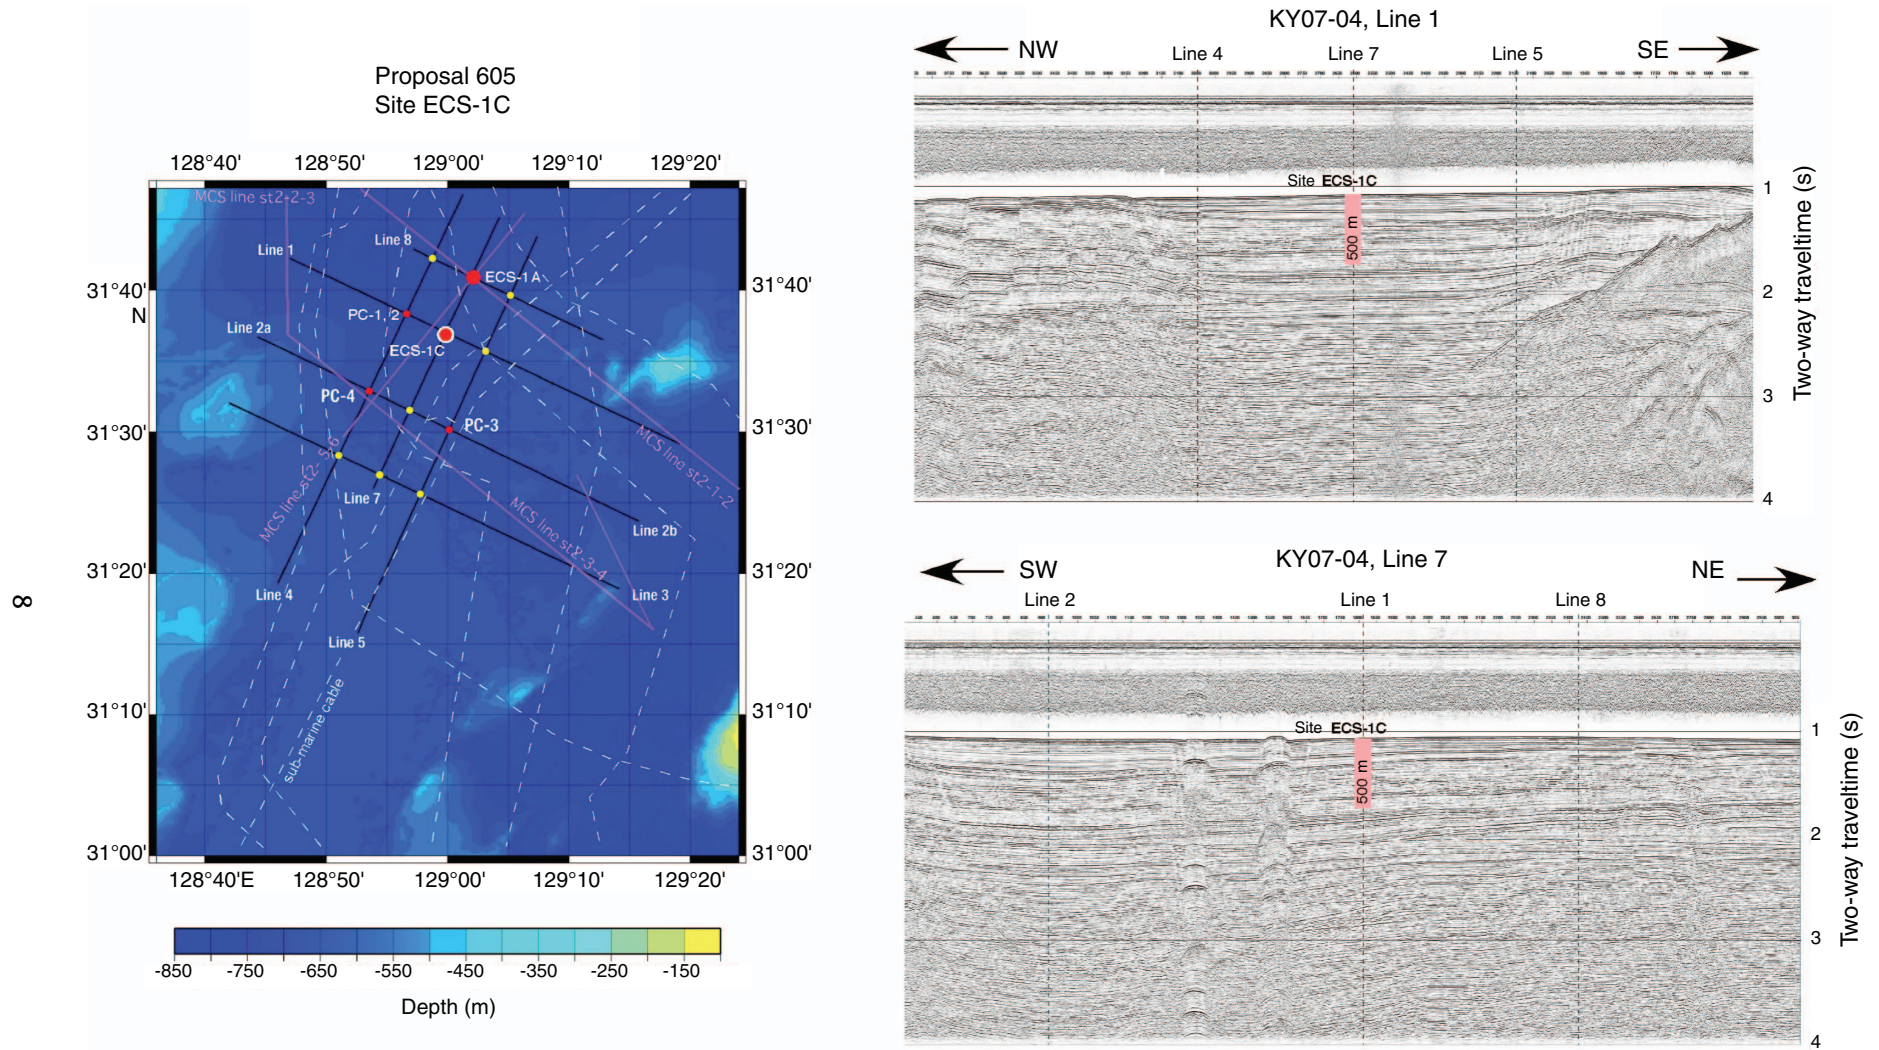 Proposal 605
Site ECS-1C
128°40'
128°50'
129°00'
129°10'
129°20'
31°40'
N
31°30'
31°20'
31°10'
31°00'
31°40'
31°30'
31°20'
31°10'
31°00'
128°40'E
128°50'
129°00'
129°10'
129°20'
MCS line st2-2-3
Line 1
Line 8
ECS-1A
PC-1, 2
ECS-1C
Line 2a
PC-4
PC-3
MCS line st2-1-2
MCS line st2-5-6
Line 7
MCS line st2-3-4
Line 2b
Line 4
Line 3
Line 5
sub-marine cable
-850
-750
-650
-550
-450
-350
-250
-150
Depth (m)
8
KY07-04, Line 1
NW
SE
Line 4
Line 7
Line 5
Site ECS-1C
500 m
1
2
3
4
Two-way traveltime (s)
KY07-04, Line 7
SW
NE
Line 2
Line 1
Line 8
Site ECS-1C
500 m
1
2
3
4
Two-way traveltime (s)